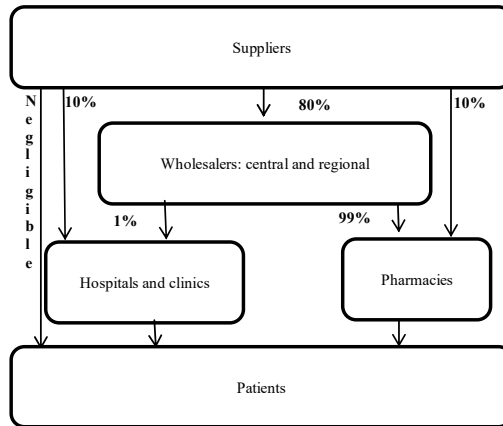 Suppliers
Negligible
10%
80%
10%
Wholesalers: central and regional
1%
99%
Hospitals and clinics
Pharmacies
Patients